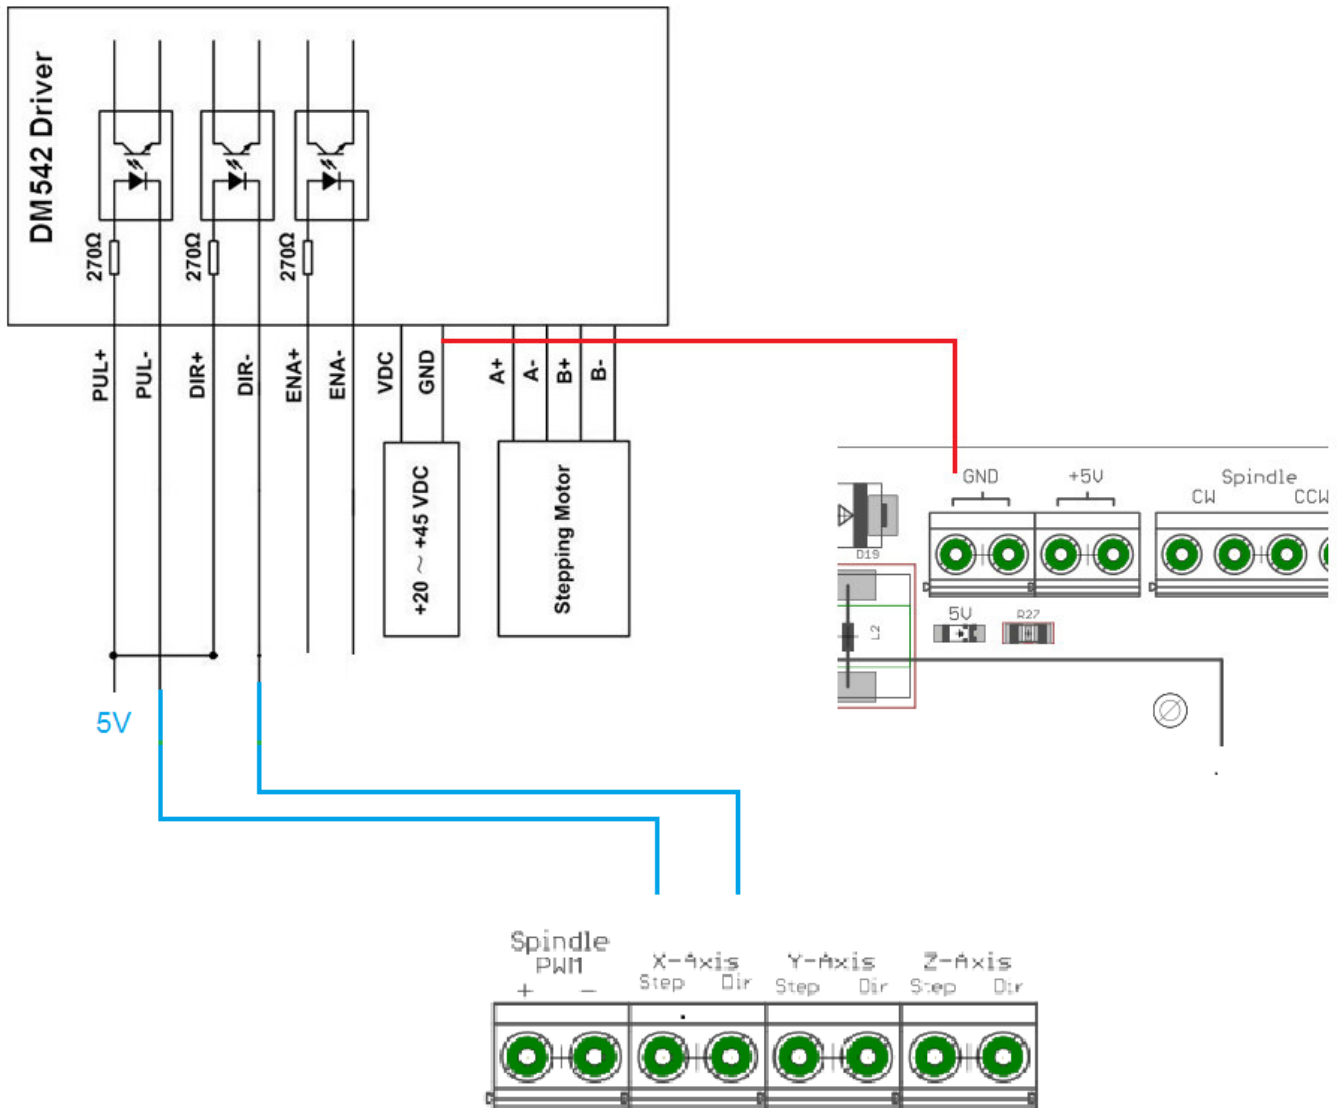 DM542 Driver
270Ω
270Ω
270Ω
PUL+
PUL-
DIR+
DIR-
ENA+
ENA-
VDC
GND
A+
A-
B+
B-
+20 ~ +45 VDC
Stepping Motor
5V
GND
+5V
Spindle
CW
CCW
D19
L2
5V
R27
Spindle
PWM
+ -
X-Axis Y-Axis Z-Axis
Step Dir Step Dir Step Dir